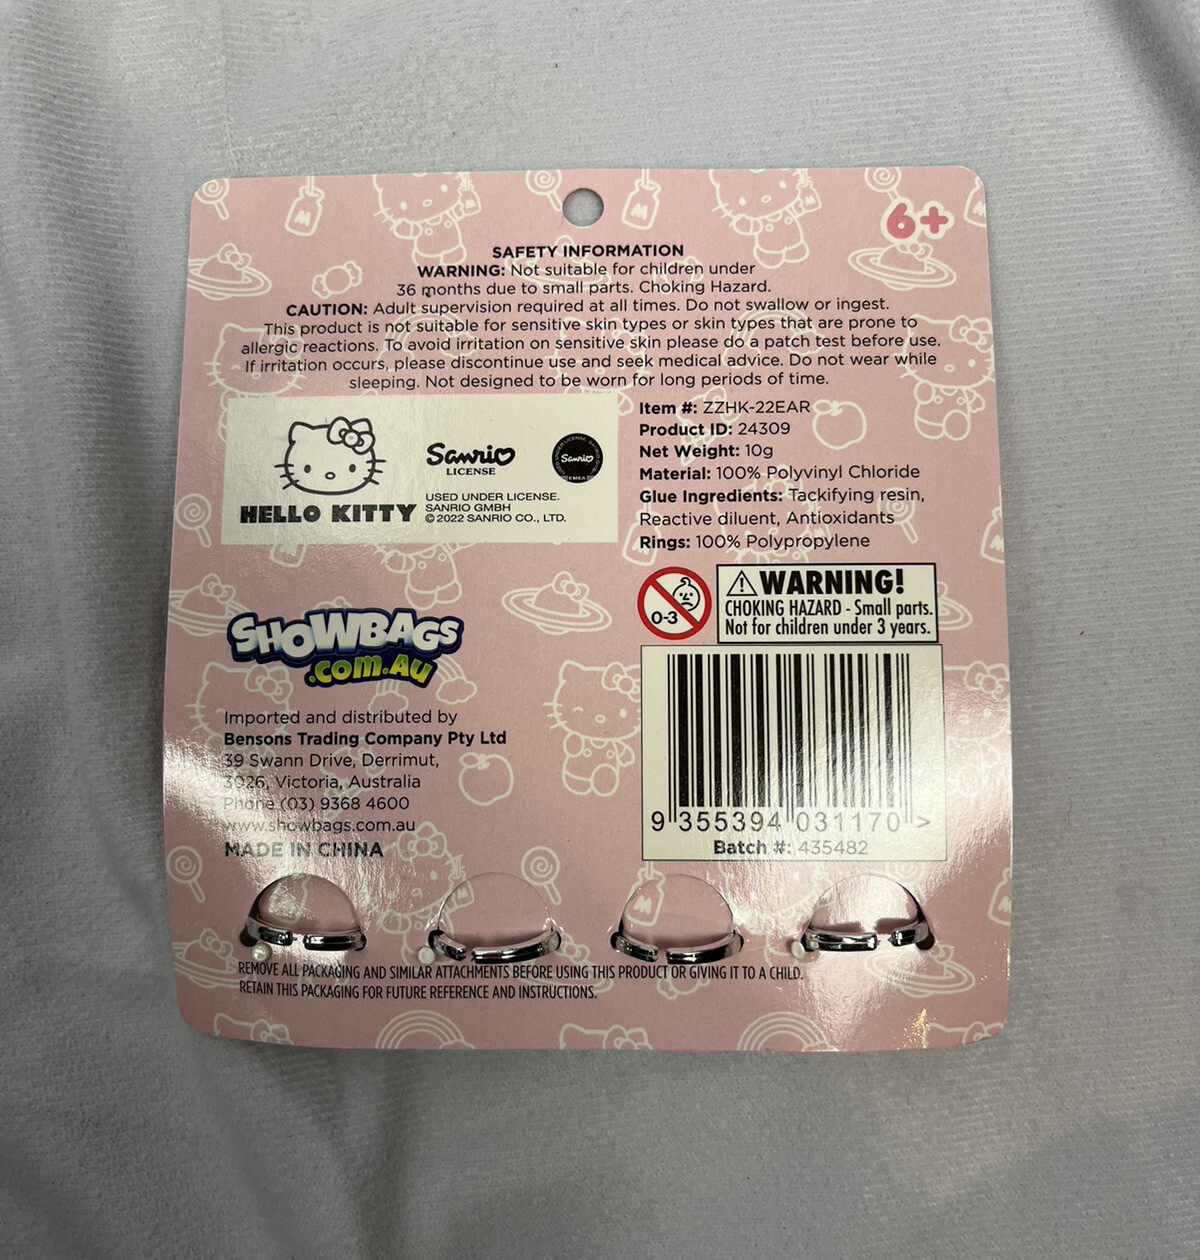 6+
SAFETY INFORMATION
WARNING: Not suitable for children under
36 months due to small parts. Choking Hazard.
CAUTION: Adult supervision required at all times. Do not swallow or ingest.
This product is not suitable for sensitive skin types or skin types that are prone to
allergic reactions. To avoid irritation on sensitive skin please do a patch test before use.
If irritation occurs, please discontinue use and seek medical advice. Do not wear while
sleeping. Not designed to be worn for long periods of time.
HELLO KITTY
Sanrio
LICENSE
Sanrio
EMEA
USED UNDER LICENSE.
SANRIO GMBH
© 2022 SANRIO CO., LTD.
Item #: ZZHK-22EAR
Product ID: 24309
Net Weight: 10g
Material: 100% Polyvinyl Chloride
Glue Ingredients: Tackifying resin,
Reactive diluent, Antioxidants
Rings: 100% Polypropylene
0-3
WARNING!
CHOKING HAZARD - Small parts.
Not for children under 3 years.
SHOWBAGS
.com.au
Imported and distributed by
Bensons Trading Company Pty Ltd
39 Swann Drive, Derrimut,
3026, Victoria, Australia
Phone (03) 9368 4600
www.showbags.com.au
MADE IN CHINA
9 355394 031170 >
Batch #: 435482
REMOVE ALL PACKAGING AND SIMILAR ATTACHMENTS BEFORE USING THIS PRODUCT OR GIVING IT TO A CHILD.
RETAIN THIS PACKAGING FOR FUTURE REFERENCE AND INSTRUCTIONS.